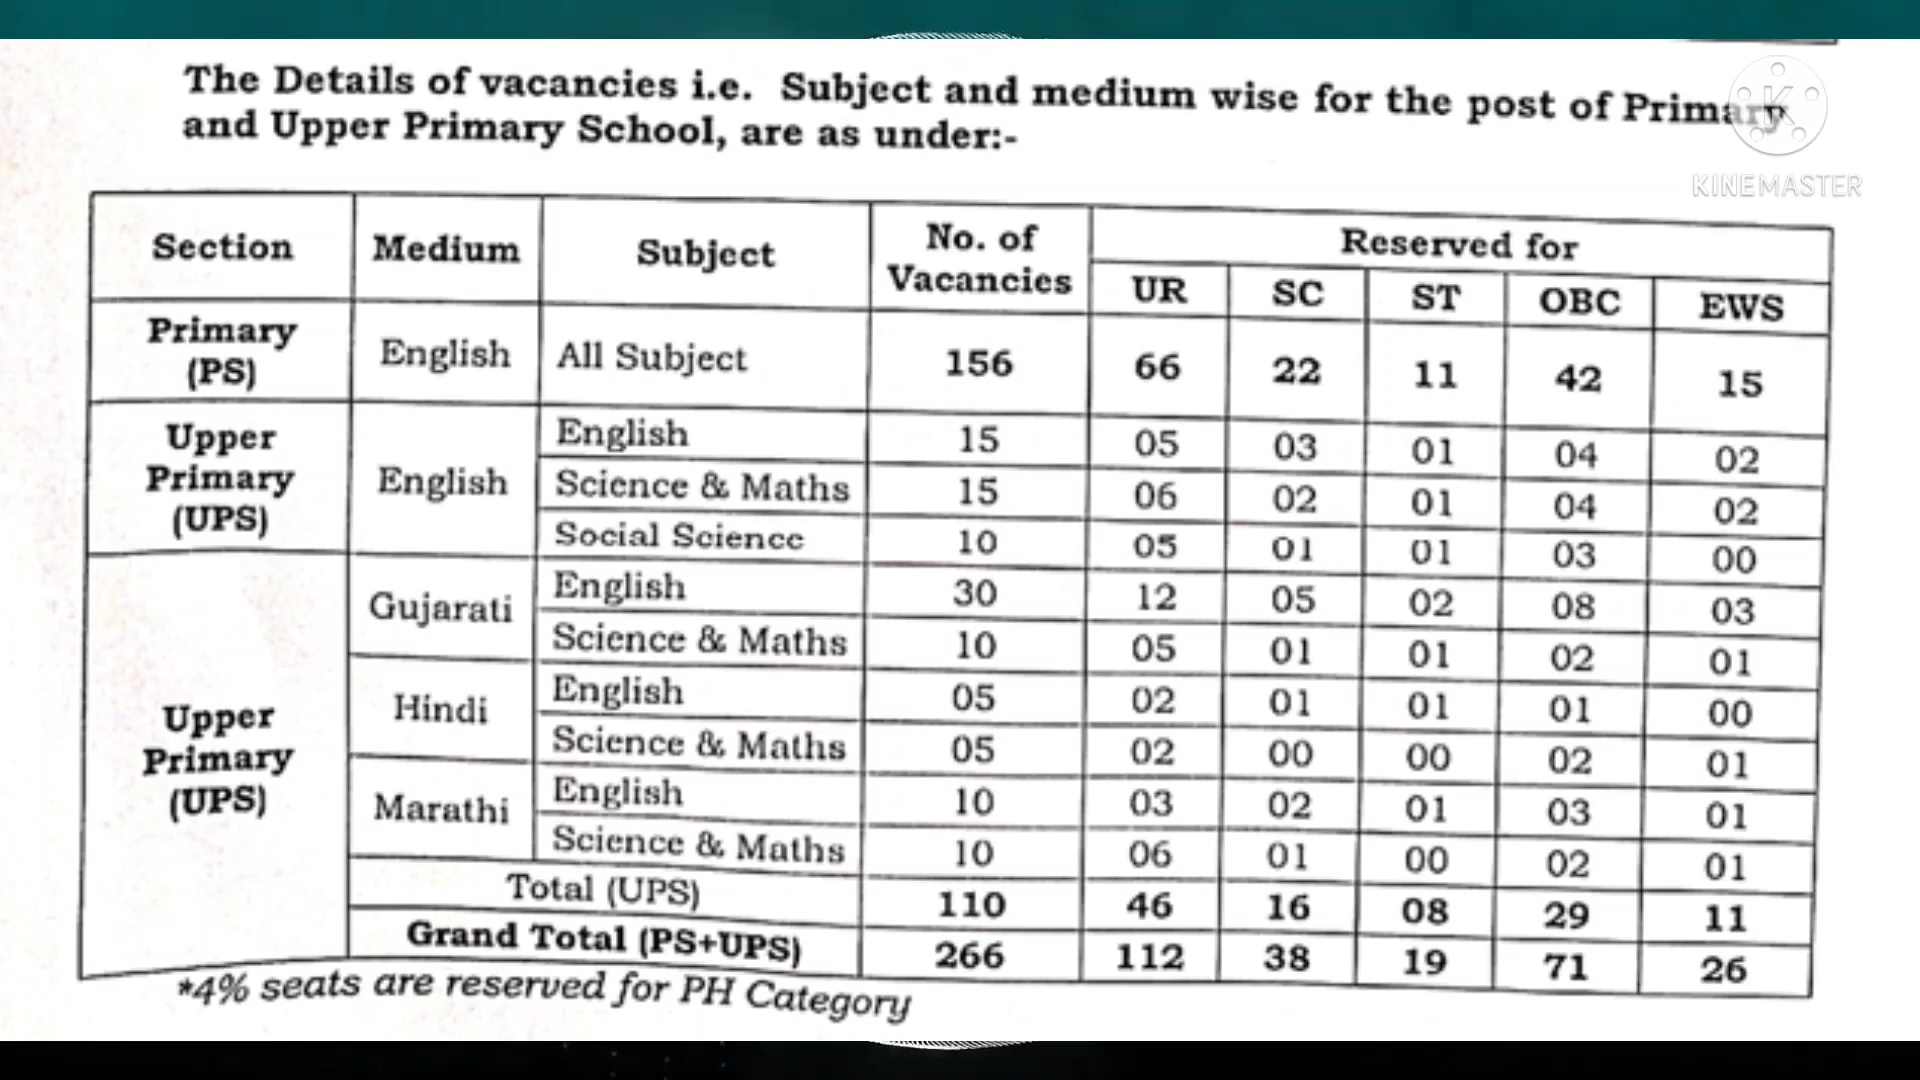 The Details of vacancies i.e. Subject and medium wise for the post of Primary
and Upper Primary School, are as under:-
KINEMASTER
Section Medium Subject No. of Vacancies Reserved for
UR SC ST OBC EWS
Primary (PS) English All Subject 156 66 22 11 42 15
Upper Primary (UPS) English English 15 05 03 01 04 02
Science & Maths 15 06 02 01 04 02
Social Science 10 05 01 01 03 00
Upper Primary (UPS) Gujarati English 30 12 05 02 08 03
Science & Maths 10 05 01 01 02 01
Hindi English 05 02 01 01 01 00
Science & Maths 05 02 00 00 02 01
Marathi English 10 03 02 01 03 01
Science & Maths 10 06 01 00 02 01
Total (UPS) 110 46 16 08 29 11
Grand Total (PS+UPS) 266 112 38 19 71 26
*4% seats are reserved for PH Category